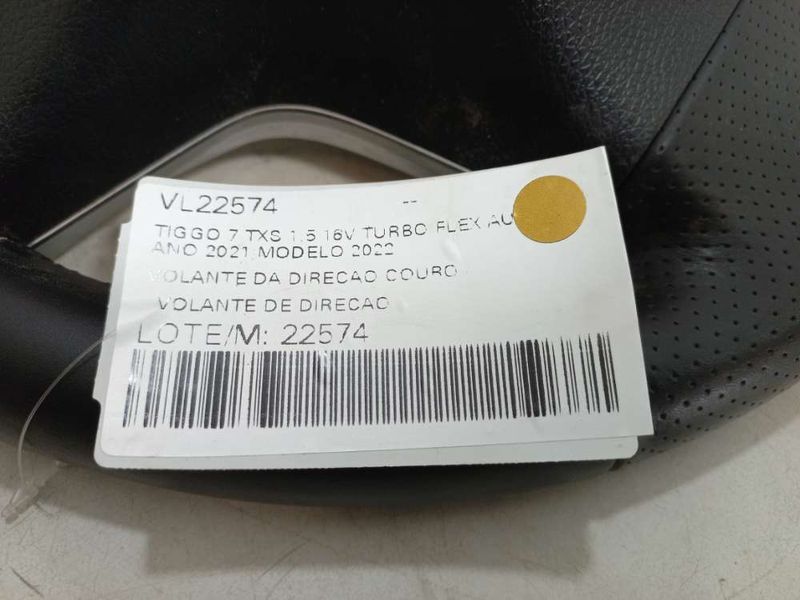 VL22574 --
TIGGO 7 TXS 1.5 16V TURBO FLEX AU
ANO 2021 MODELO 2022
VOLANTE DA DIRECAO COURO
VOLANTE DE DIRECAO
LOTE/M: 22574